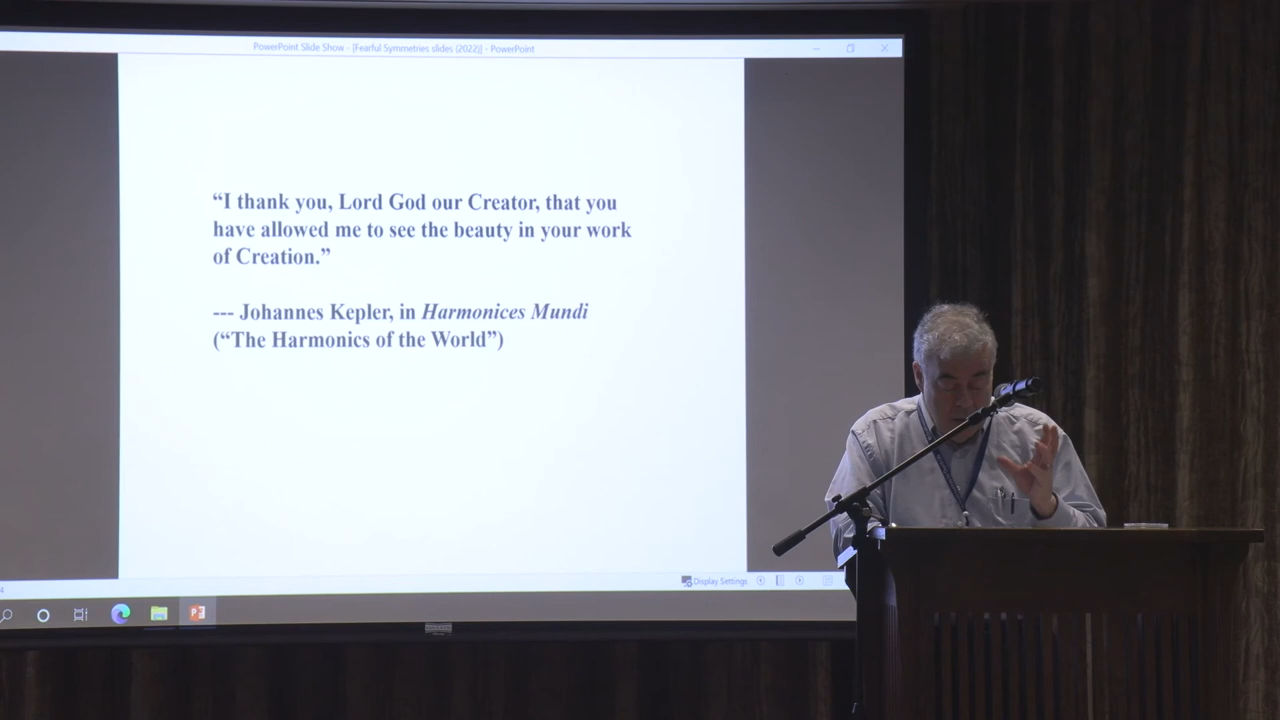 PowerPoint Slide Show - [Fearful Symmetries slides (2022)] - PowerPoint
“I thank you, Lord God our Creator, that you
have allowed me to see the beauty in your work
of Creation.”
--- Johannes Kepler, in Harmonices Mundi
(“The Harmonics of the World”)
Display Settings